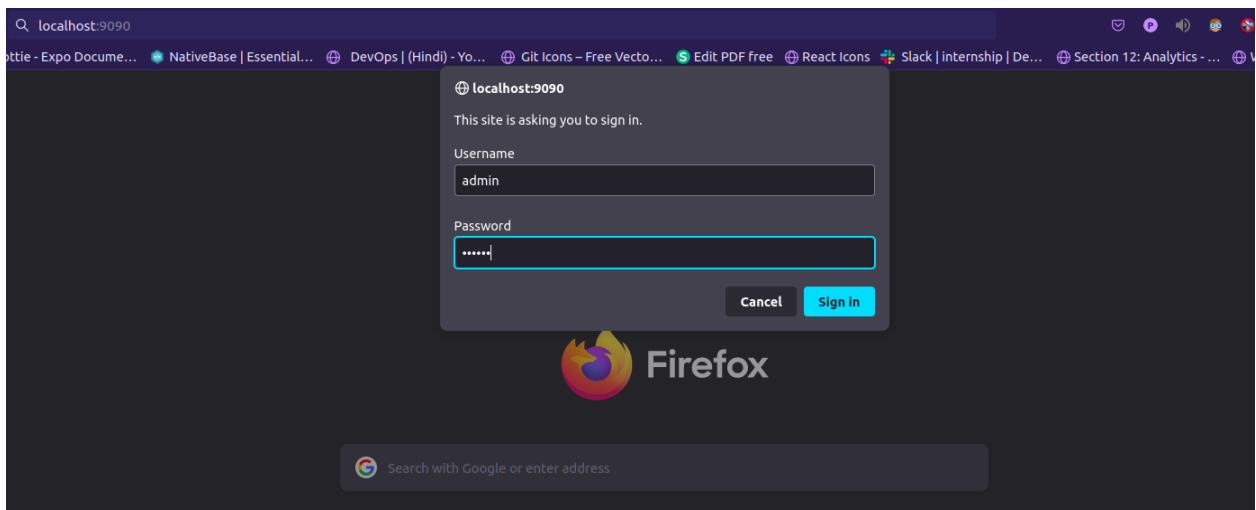 localhost:9090
ottie - Expo Docume... NativeBase | Essential... DevOps | (Hindi) - Yo... Git Icons – Free Vecto... S Edit PDF free React Icons Slack | internship | De... Section 12: Analytics - ...
localhost:9090
This site is asking you to sign in.
Username
admin
Password
••••••
Cancel Sign in
Firefox
G Search with Google or enter address